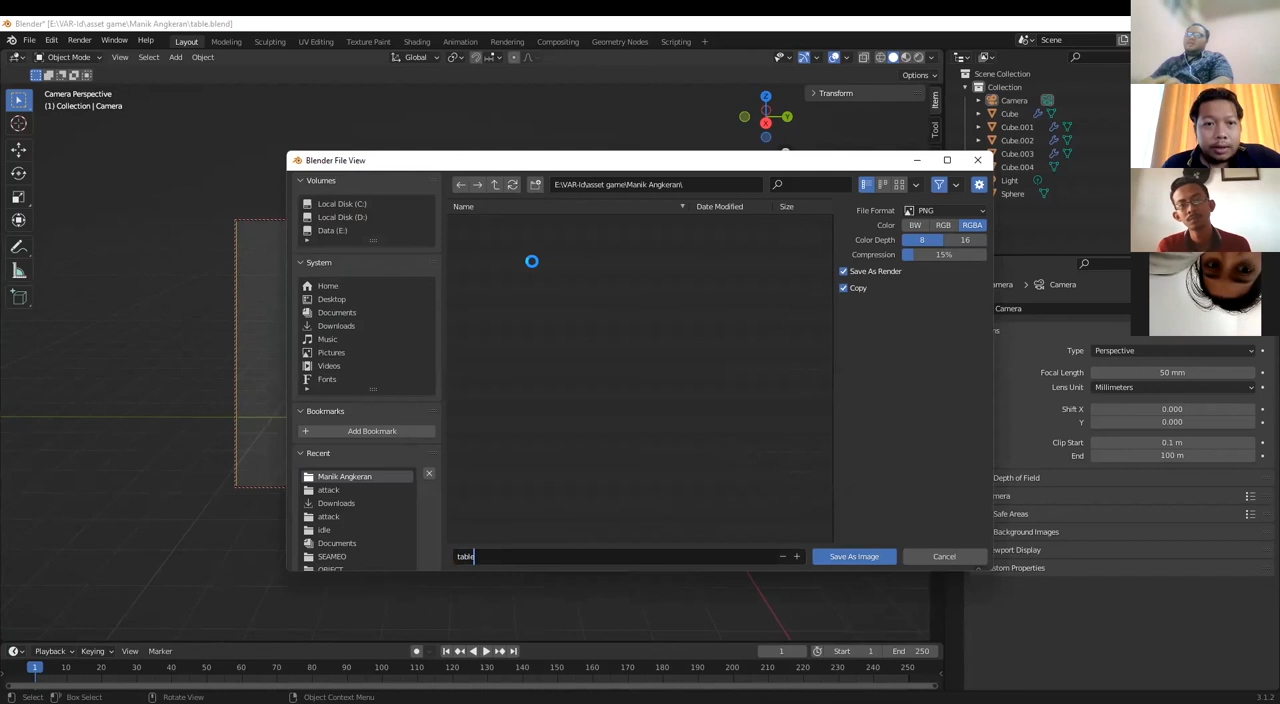 Blender* [E:\VAR-Id\asset game\Manik Angkeran\table.blend]
File Edit Render Window Help Layout Modeling Sculpting UV Editing Texture Paint Shading Animation Rendering Compositing Geometry Nodes Scripting + Scene
Object Mode View Select Add Object Global
Options
Camera Perspective
(1) Collection | Camera
Transform
Item
Tool
Scene Collection
Collection
Camera
Cube
Cube.001
Cube.002
Cube.003
Cube.004
Light
Sphere
Z
Y
X
Blender File View
Volumes
Local Disk (C:)
Local Disk (D:)
Data (E:)
System
Home
Desktop
Documents
Downloads
Music
Pictures
Videos
Fonts
Bookmarks
+ Add Bookmark
Recent
Manik Angkeran
attack
Downloads
attack
idle
Documents
SEAMEO
OBJECT
E:\VAR-Id\asset game\Manik Angkeran\
Name Date Modified Size
table
Save As Image Cancel
File Format PNG
Color BW RGB RGBA
Color Depth 8 16
Compression 15%
Save As Render
Copy
Camera
Camera
Type Perspective
Focal Length 50 mm
Lens Unit Millimeters
Shift X 0.000
Y 0.000
Clip Start 0.1 m
End 100 m
Depth of Field
Safe Areas
Background Images
Custom Properties
Playback Keying View Marker 1 Start 1 End 250
1 10 20 30 40 50 60 70 80 90 100 110 120 130 140 150 160 170 180 190 200 210 220 230 240 250
Select Box Select Rotate View Object Context Menu 3.1.2